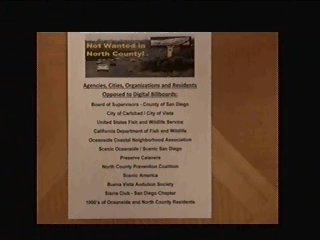 Not Wanted in
North County!
Agencies, Cities, Organizations and Residents
Opposed to Digital Billboards:
Board of Supervisors - County of San Diego
City of Carlsbad / City of Vista
United States Fish and Wildlife Service
California Department of Fish and Wildlife
Oceanside Coastal Neighborhood Association
Scenic Oceanside / Scenic San Diego
Preserve Calavera
North County Prevention Coalition
Scenic America
Buena Vista Audubon Society
Sierra Club - San Diego Chapter
1000's of Oceanside and North County Residents